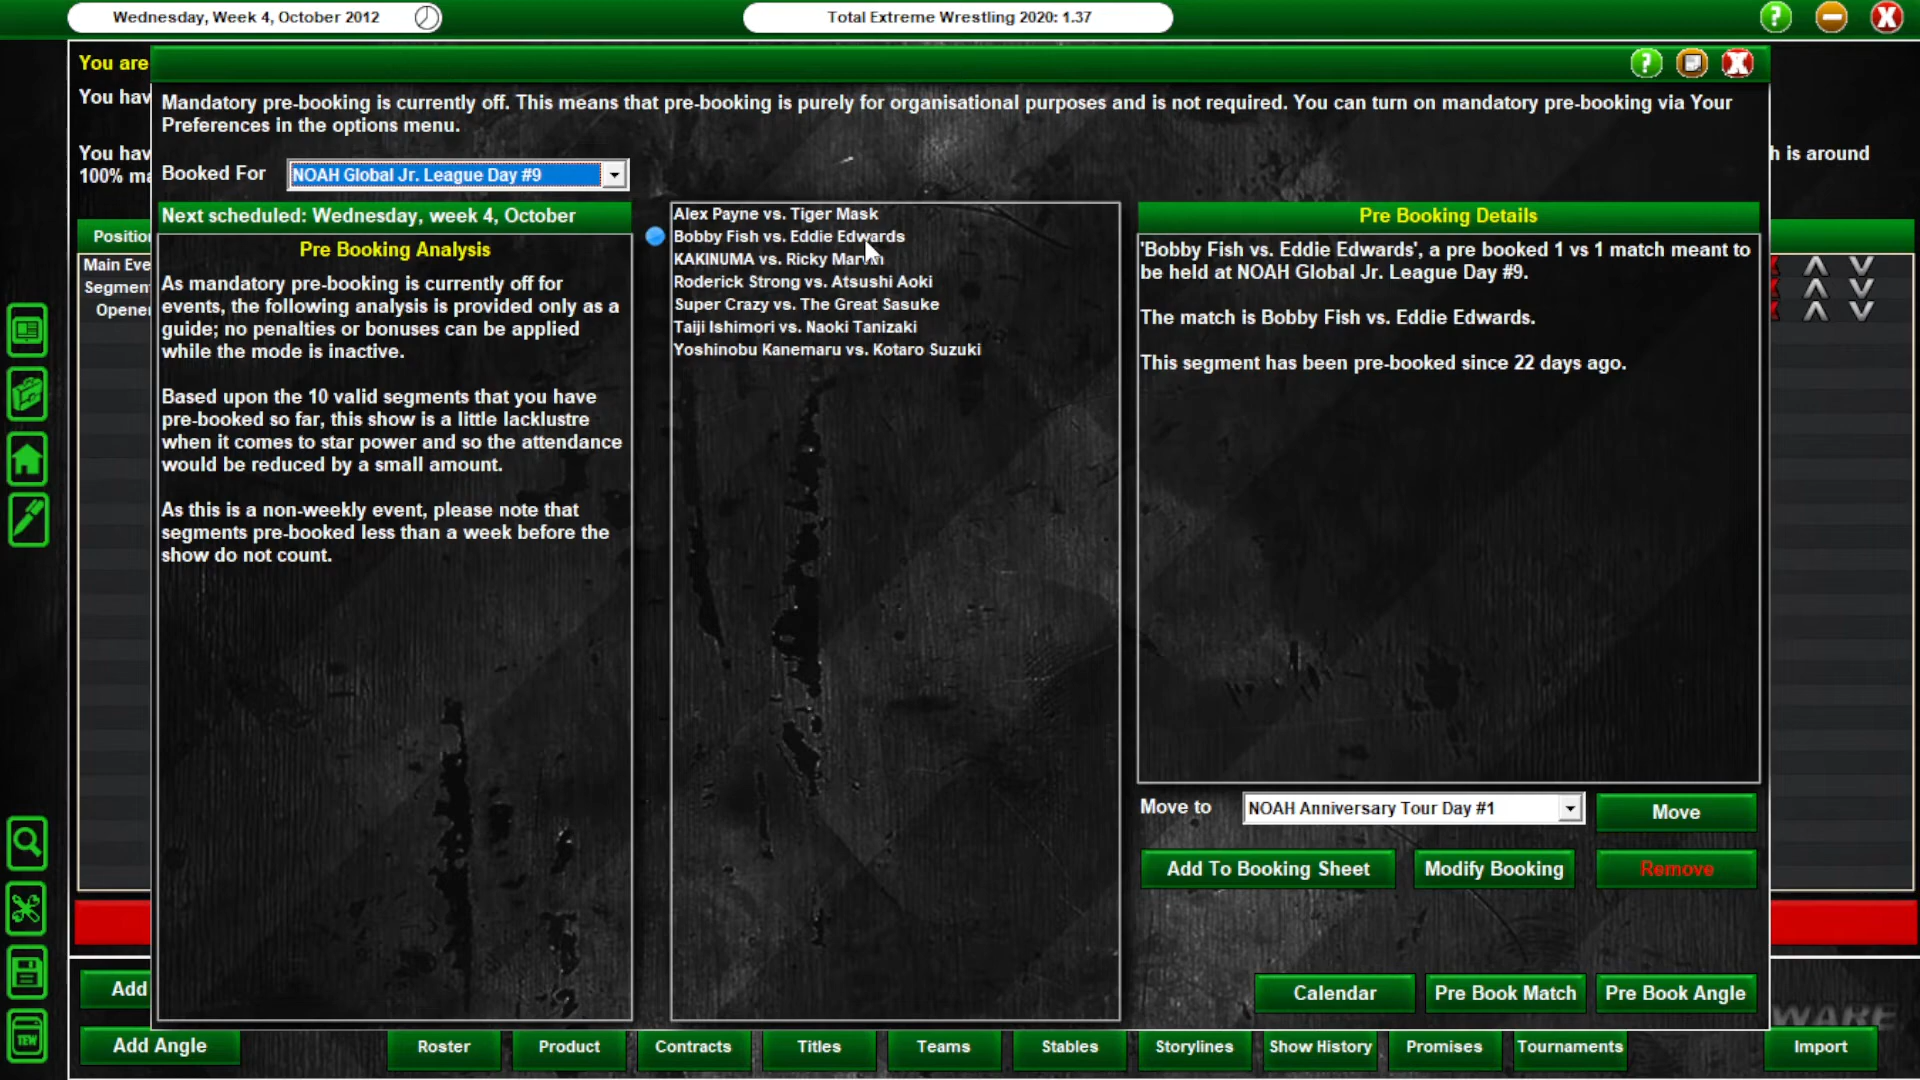 Wednesday, Week 4, October 2012
Total Extreme Wrestling 2020: 1.37
You are
You hav
Mandatory pre-booking is currently off. This means that pre-booking is purely for organisational purposes and is not required. You can turn on mandatory pre-booking via Your
Preferences in the options menu.
You hav
h is around
100% ma
Booked For
NOAH Global Jr. League Day #9
Next scheduled: Wednesday, week 4, October
Pre Booking Analysis
As mandatory pre-booking is currently off for
events, the following analysis is provided only as a
guide; no penalties or bonuses can be applied
while the mode is inactive.
Based upon the 10 valid segments that you have
pre-booked so far, this show is a little lacklustre
when it comes to star power and so the attendance
would be reduced by a small amount.
As this is a non-weekly event, please note that
segments pre-booked less than a week before the
show do not count.
Alex Payne vs. Tiger Mask
Bobby Fish vs. Eddie Edwards
KAKINUMA vs. Ricky Marvin
Roderick Strong vs. Atsushi Aoki
Super Crazy vs. The Great Sasuke
Taiji Ishimori vs. Naoki Tanizaki
Yoshinobu Kanemaru vs. Kotaro Suzuki
Pre Booking Details
'Bobby Fish vs. Eddie Edwards', a pre booked 1 vs 1 match meant to
be held at NOAH Global Jr. League Day #9.
The match is Bobby Fish vs. Eddie Edwards.
This segment has been pre-booked since 22 days ago.
Positio
Main Eve
Segmen
Opener
Move to
NOAH Anniversary Tour Day #1
Move
Add To Booking Sheet
Modify Booking
Remove
Calendar
Pre Book Match
Pre Book Angle
Add
WARE
Add Angle
Roster
Product
Contracts
Titles
Teams
Stables
Storylines
Show History
Promises
Tournaments
Import
TEW